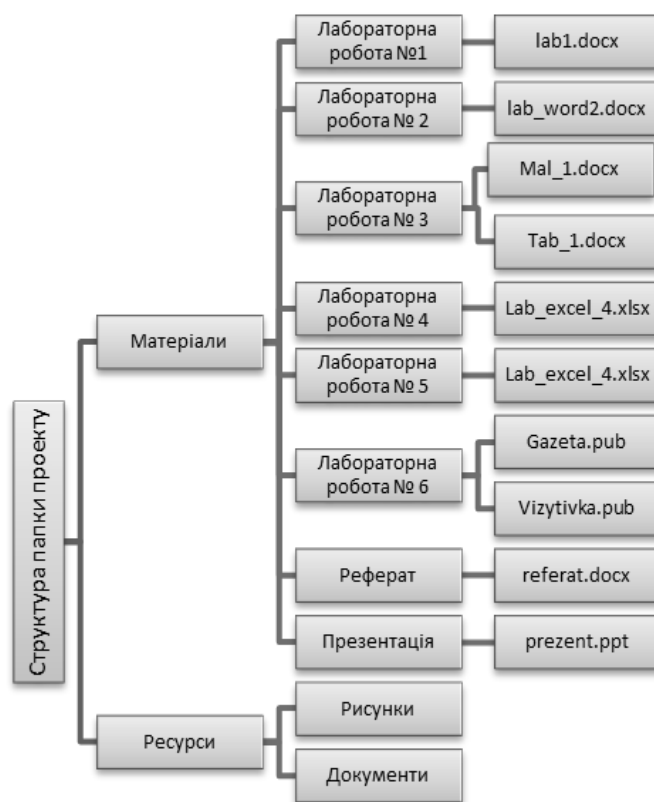 Структура папки проекту
Матеріали
Лабораторна
робота №1
lab1.docx
Лабораторна
робота № 2
lab_word2.docx
Лабораторна
робота № 3
Mal_1.docx
Tab_1.docx
Лабораторна
робота № 4
Lab_excel_4.xlsx
Лабораторна
робота № 5
Lab_excel_4.xlsx
Лабораторна
робота № 6
Gazeta.pub
Vizytivka.pub
Реферат
referat.docx
Презентація
prezent.ppt
Ресурси
Рисунки
Документи